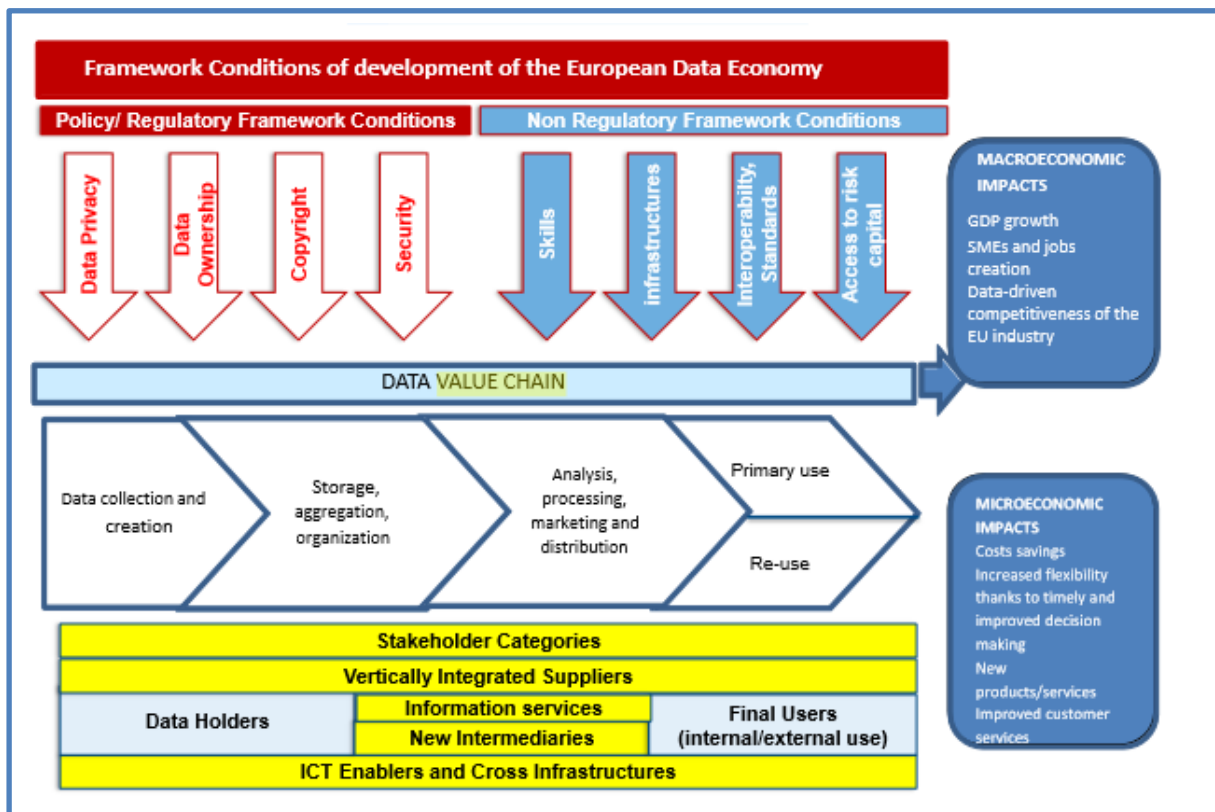 Framework Conditions of development of the European Data Economy
Policy/ Regulatory Framework Conditions
Non Regulatory Framework Conditions
Data Privacy
Data
Ownership
Copyright
Security
Skills
infrastructures
Interoperabilty,
Standards
Access to risk
capital
MACROECONOMIC
IMPACTS
GDP growth
SMEs and jobs
creation
Data-driven
competitiveness of the
EU industry
DATA VALUE CHAIN
Data collection and
creation
Storage,
aggregation,
organization
Analysis,
processing,
marketing and
distribution
Primary use
Re-use
MICROECONOMIC
IMPACTS
Costs savings
Increased flexibility
thanks to timely and
improved decision
making
New
products/services
Improved customer
services
Stakeholder Categories
Vertically Integrated Suppliers
Data Holders
Information services
New Intermediaries
Final Users
(internal/external use)
ICT Enablers and Cross Infrastructures